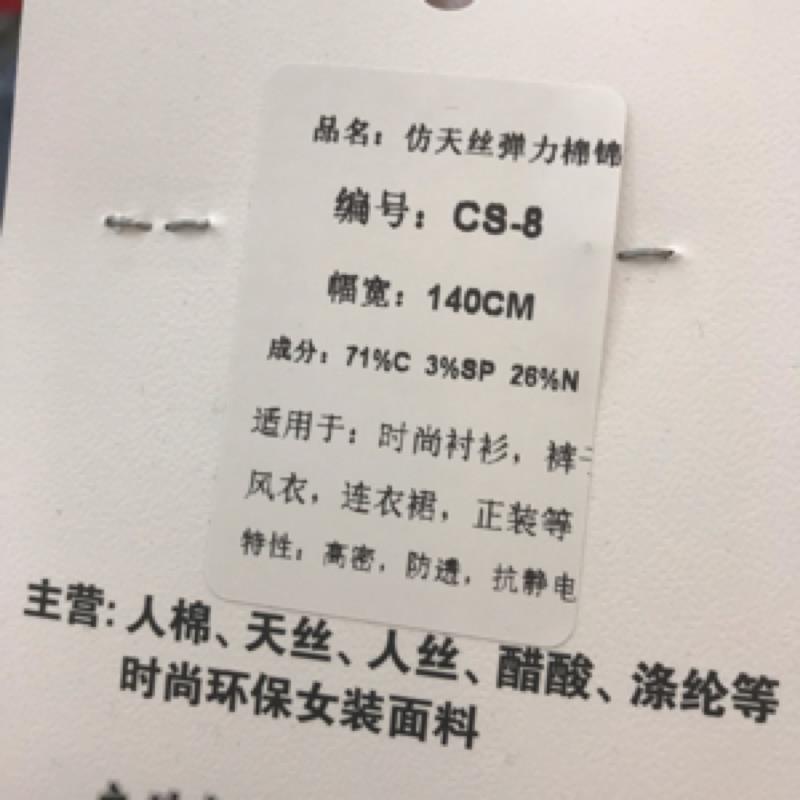 品名：仿天丝弹力棉锦
编号：CS-8
幅宽：140CM
成分：71%C 3%SP 26%N
适用于：时尚衬衫，裤
风衣，连衣裙，正装等
特性：高密，防透，抗静电
主营：人棉、天丝、人丝、醋酸、涤纶等
时尚环保女装面料